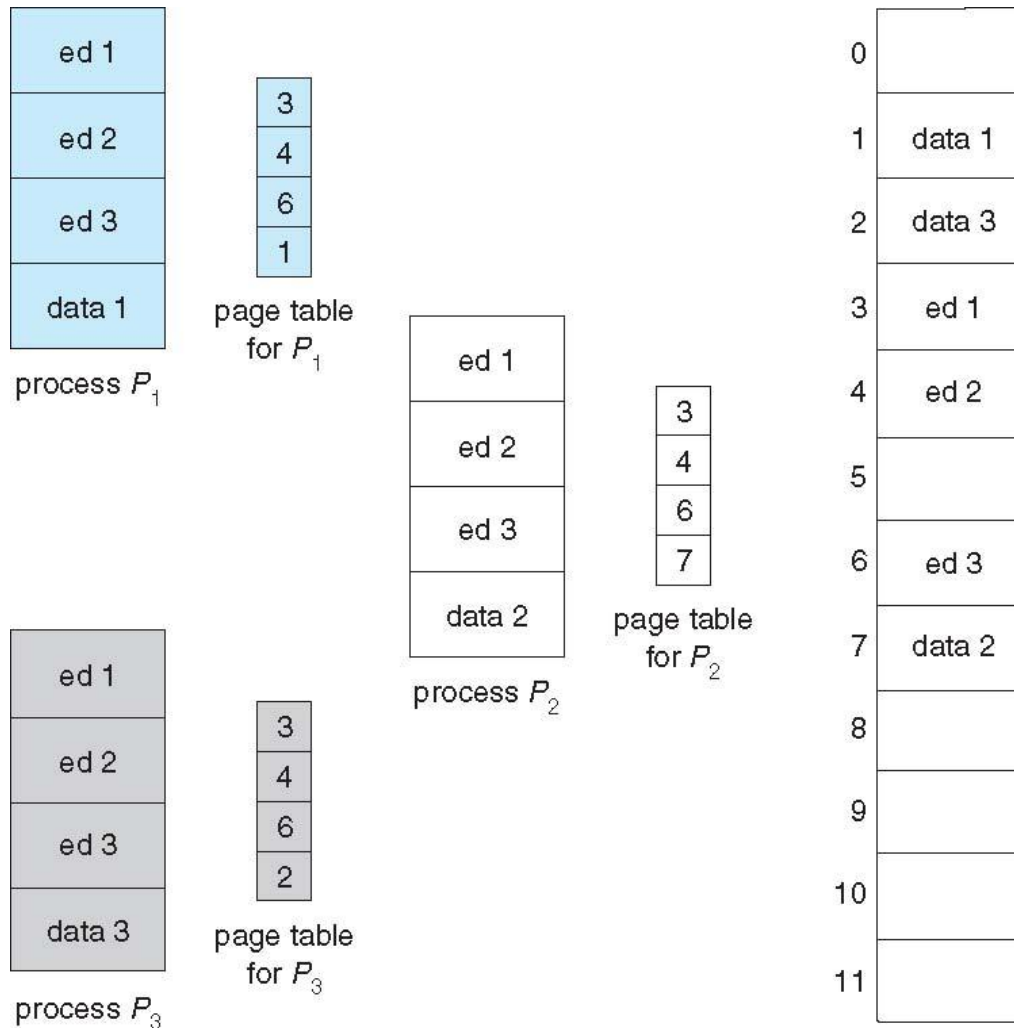 ed 1
ed 2
ed 3
data 1
process P₁
3
4
6
1
page table
for P₁
ed 1
ed 2
ed 3
data 2
process P₂
3
4
6
7
page table
for P₂
ed 1
ed 2
ed 3
data 3
process P₃
3
4
6
2
page table
for P₃
0
1 data 1
2 data 3
3 ed 1
4 ed 2
5
6 ed 3
7 data 2
8
9
10
11